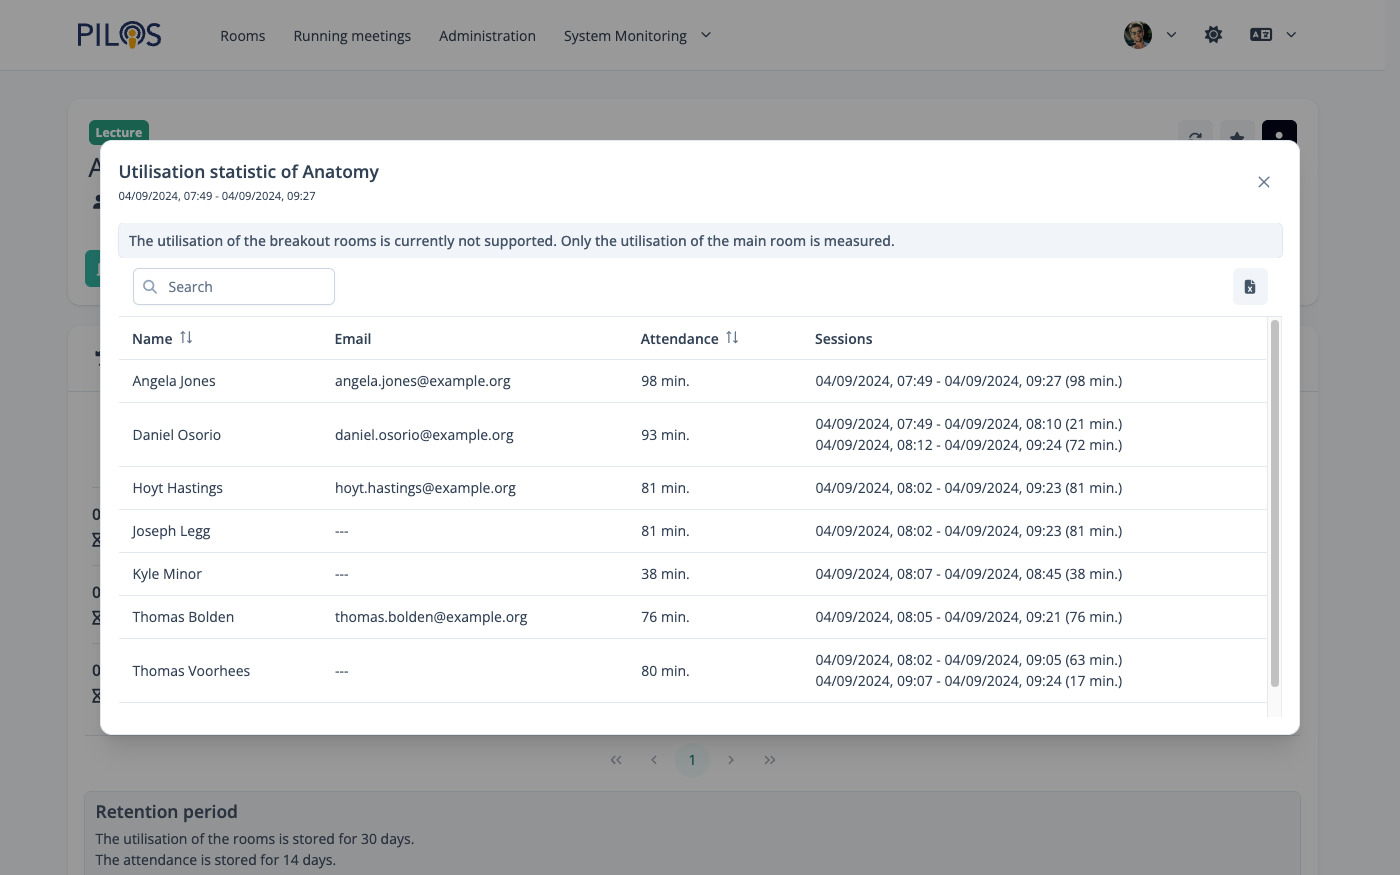 PILOS Rooms Running meetings Administration System Monitoring
Lecture
Utilisation statistic of Anatomy
04/09/2024, 07:49 - 04/09/2024, 09:27
The utilisation of the breakout rooms is currently not supported. Only the utilisation of the main room is measured.
Search
Name Email Attendance Sessions
Angela Jones angela.jones@example.org 98 min. 04/09/2024, 07:49 - 04/09/2024, 09:27 (98 min.)
Daniel Osorio daniel.osorio@example.org 93 min. 04/09/2024, 07:49 - 04/09/2024, 08:10 (21 min.)
04/09/2024, 08:12 - 04/09/2024, 09:24 (72 min.)
Hoyt Hastings hoyt.hastings@example.org 81 min. 04/09/2024, 08:02 - 04/09/2024, 09:23 (81 min.)
Joseph Legg --- 81 min. 04/09/2024, 08:02 - 04/09/2024, 09:23 (81 min.)
Kyle Minor --- 38 min. 04/09/2024, 08:07 - 04/09/2024, 08:45 (38 min.)
Thomas Bolden thomas.bolden@example.org 76 min. 04/09/2024, 08:05 - 04/09/2024, 09:21 (76 min.)
Thomas Voorhees --- 80 min. 04/09/2024, 08:02 - 04/09/2024, 09:05 (63 min.)
04/09/2024, 09:07 - 04/09/2024, 09:24 (17 min.)
1
Retention period
The utilisation of the rooms is stored for 30 days.
The attendance is stored for 14 days.